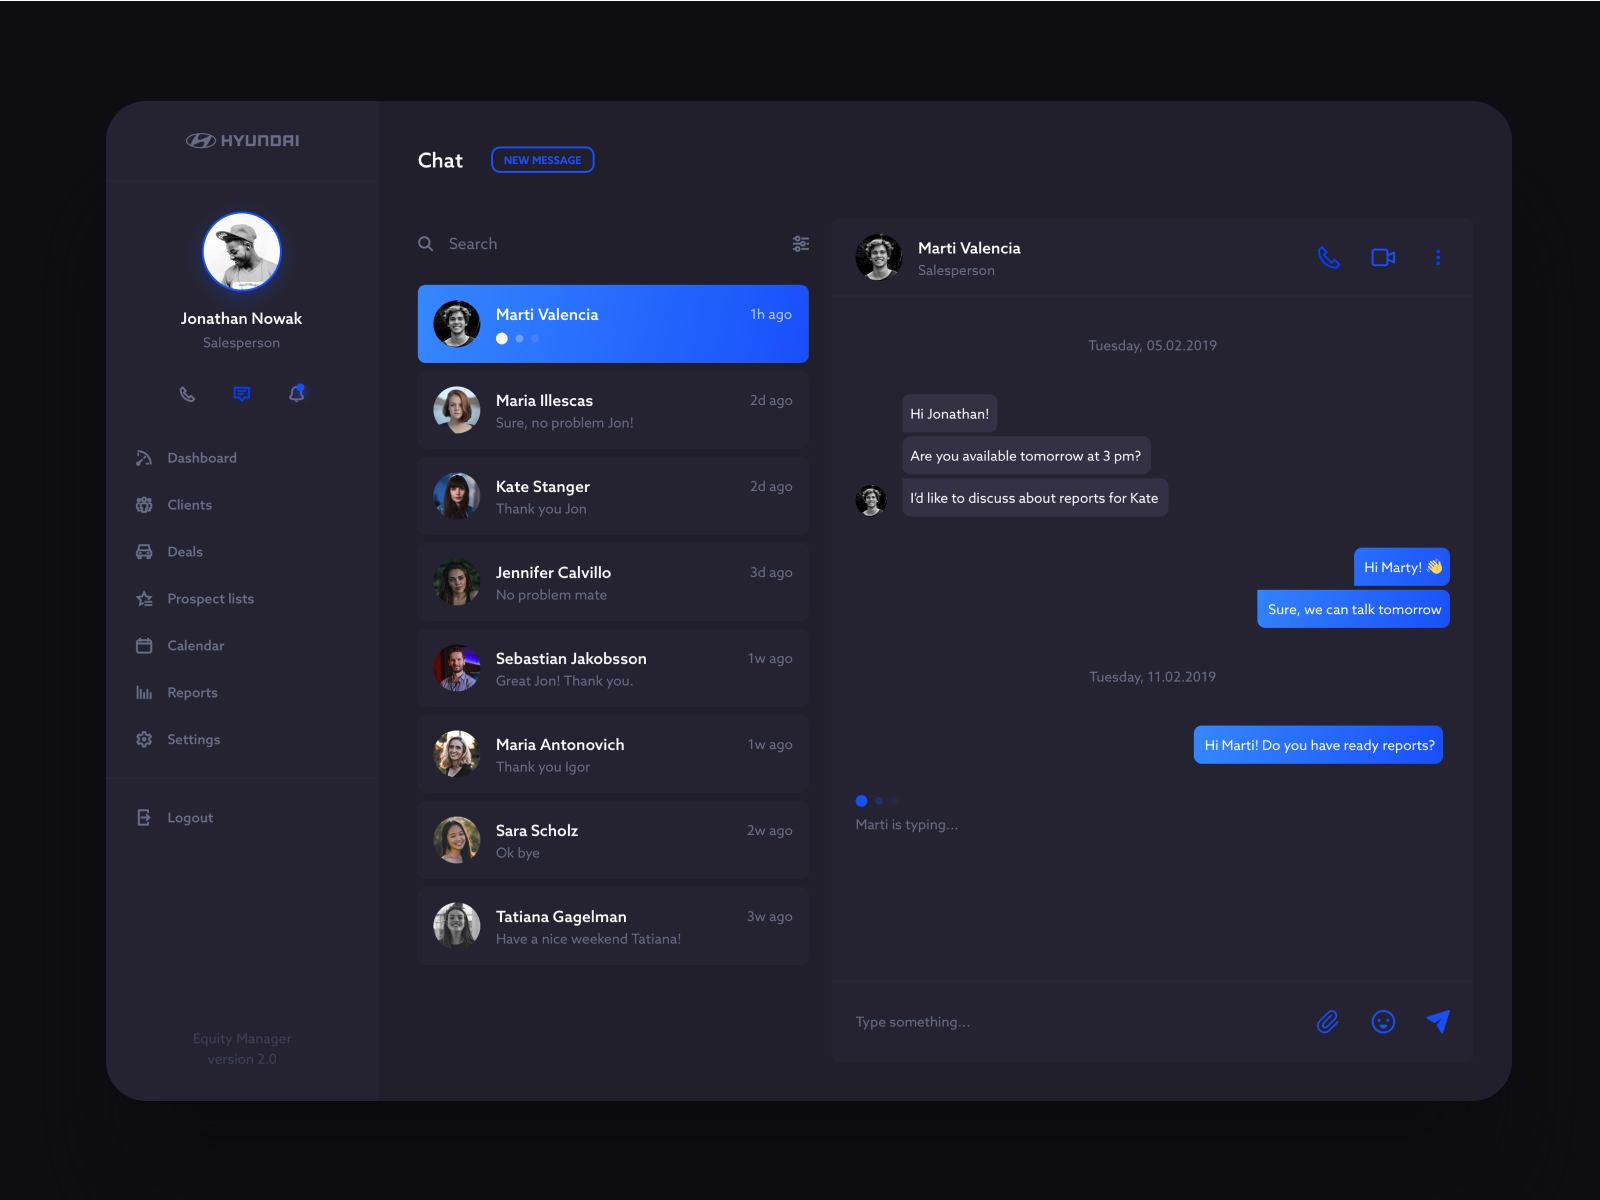 HYUNDAI
Jonathan Nowak
Salesperson
Dashboard
Clients
Deals
Prospect lists
Calendar
Reports
Settings
Logout
Equity Manager
version 2.0
Chat
NEW MESSAGE
Search
Marti Valencia
1h ago
Maria Illescas
2d ago
Sure, no problem Jon!
Kate Stanger
2d ago
Thank you Jon
Jennifer Calvillo
3d ago
No problem mate
Sebastian Jakobsson
1w ago
Great Jon! Thank you.
Maria Antonovich
1w ago
Thank you Igor
Sara Scholz
2w ago
Ok bye
Tatiana Gagelman
3w ago
Have a nice weekend Tatiana!
Marti Valencia
Salesperson
Tuesday, 05.02.2019
Hi Jonathan!
Are you available tomorrow at 3 pm?
I'd like to discuss about reports for Kate
Hi Marty! 👋
Sure, we can talk tomorrow
Tuesday, 11.02.2019
Hi Marti! Do you have ready reports?
Marti is typing...
Type something...